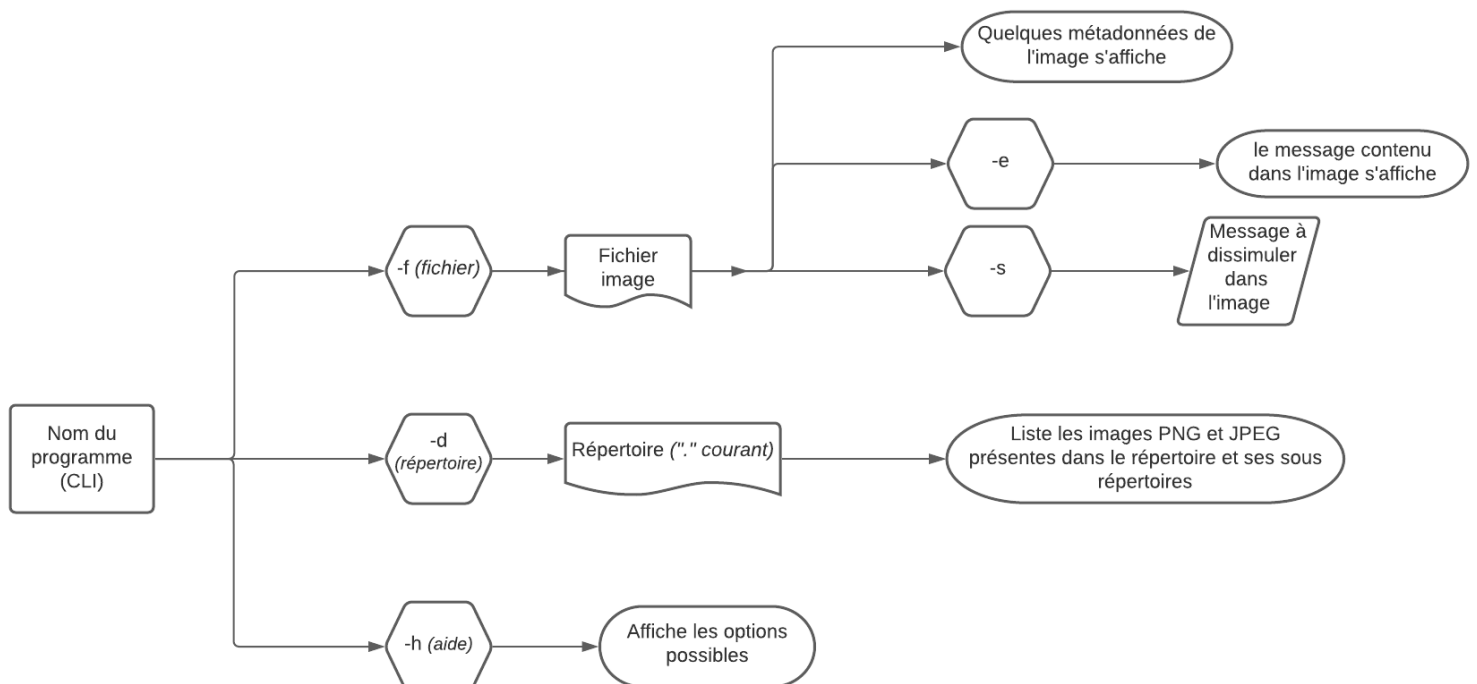 Quelques métadonnées de
l'image s'affiche
-e
le message contenu
dans l'image s'affiche
-f (fichier)
Fichier
image
-s
Message à
dissimuler
dans
l'image
Nom du
programme
(CLI)
-d
(répertoire)
Répertoire ("." courant)
Liste les images PNG et JPEG
présentes dans le répertoire et ses sous
répertoires
-h (aide)
Affiche les options
possibles